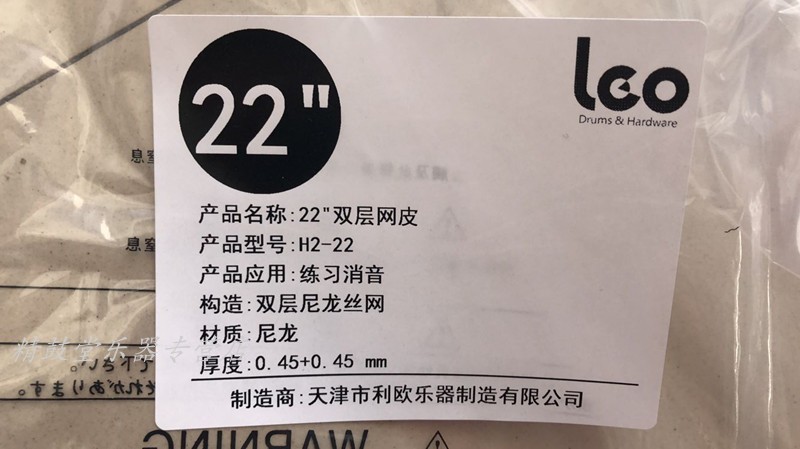 22"
Leo
Drums & Hardware
产品名称:22"双层网皮
产品型号:H2-22
产品应用:练习消音
构造:双层尼龙丝网
材质:尼龙
厚度:0.45+0.45 mm
制造商:天津市利欧乐器制造有限公司
WARNING